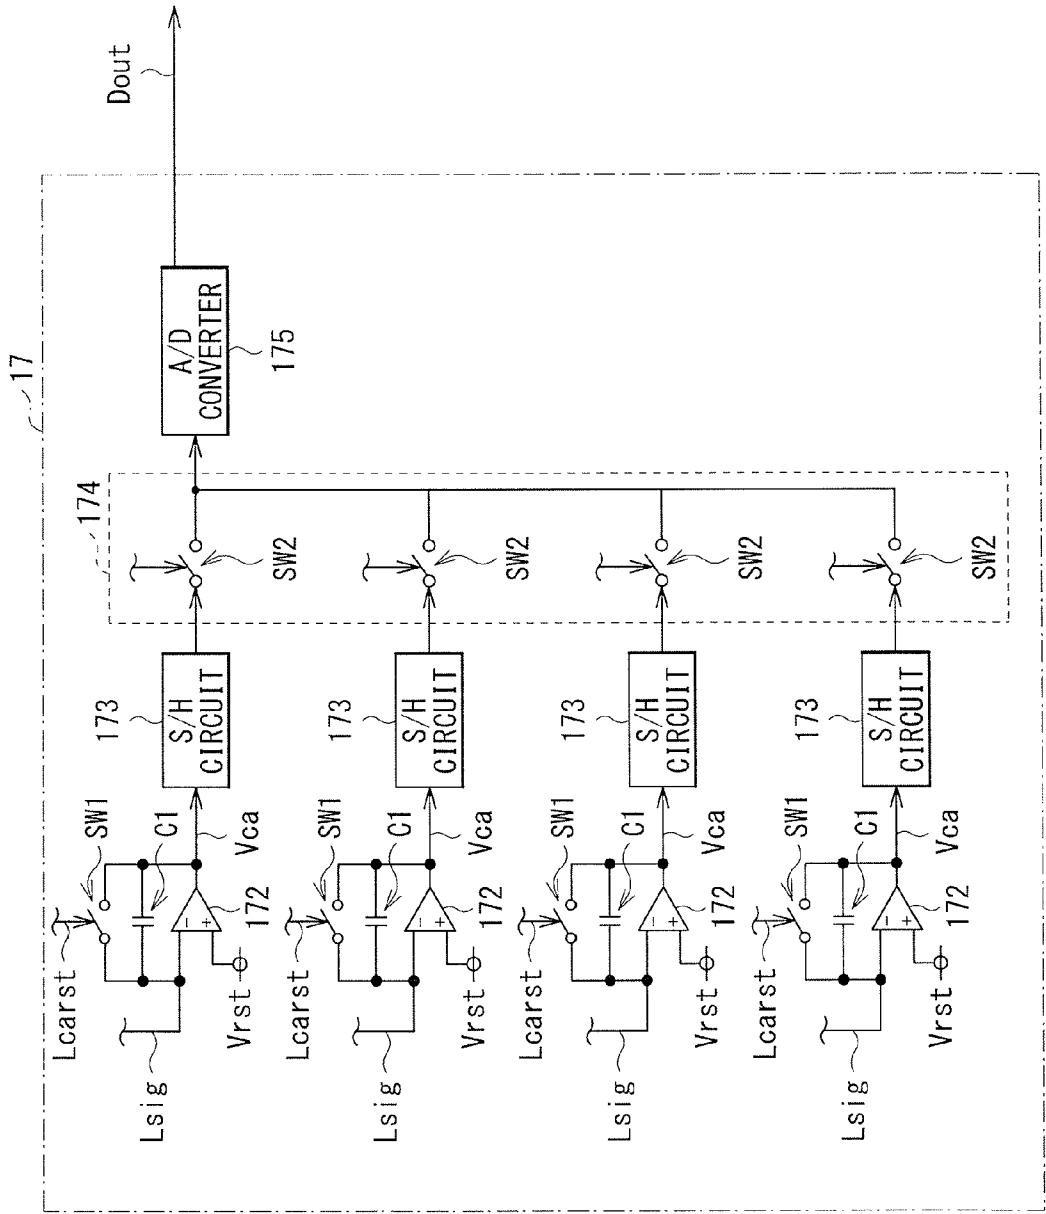 17
Dout
A/D
CONVERTER
175
174
SW2
SW2
SW2
SW2
173
S/H
CIRCUIT
173
S/H
CIRCUIT
173
S/H
CIRCUIT
173
S/H
CIRCUIT
SW1
C1
Vca
SW1
C1
Vca
SW1
C1
Vca
SW1
C1
Vca
Lcarst
-
+
172
Vrst
Lsig
Lcarst
-
+
172
Vrst
Lsig
Lcarst
-
+
172
Vrst
Lsig
Lcarst
-
+
172
Vrst
Lsig